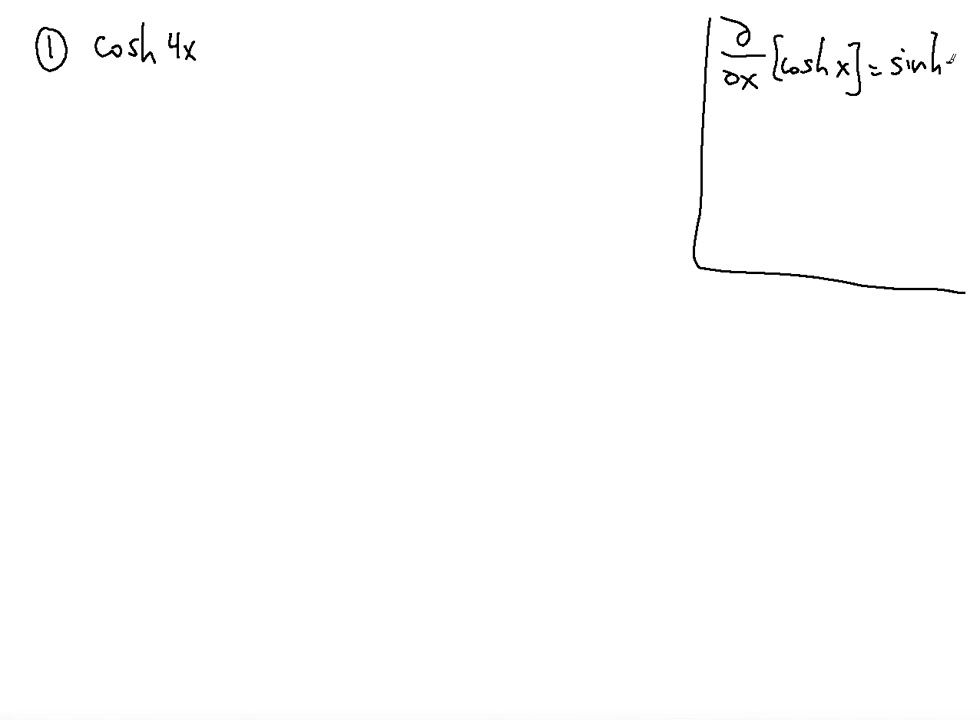 ① cosh 4x
∂/∂x [cosh x] = sinh